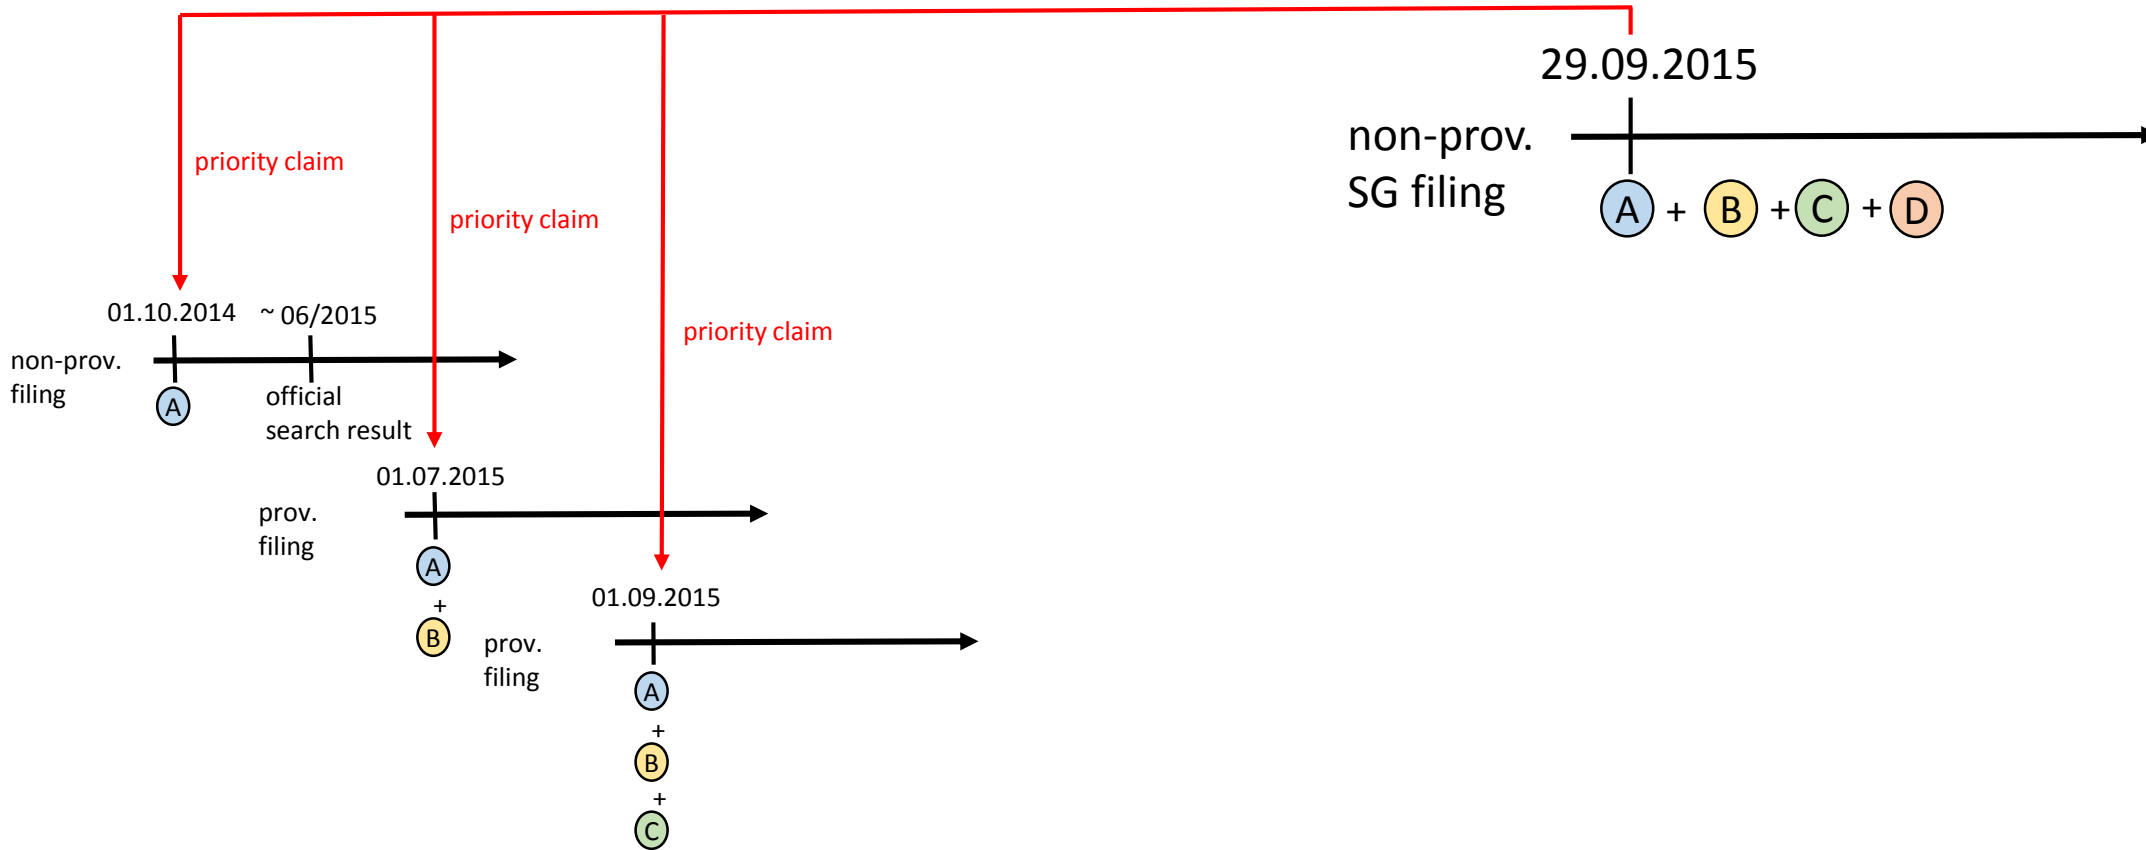 29.09.2015
non-prov.
SG filing
A + B + C + D
priority claim
priority claim
priority claim
01.10.2014
~ 06/2015
non-prov.
filing
A
official
search result
01.07.2015
prov.
filing
A
+
B
01.09.2015
prov.
filing
A
+
B
+
C